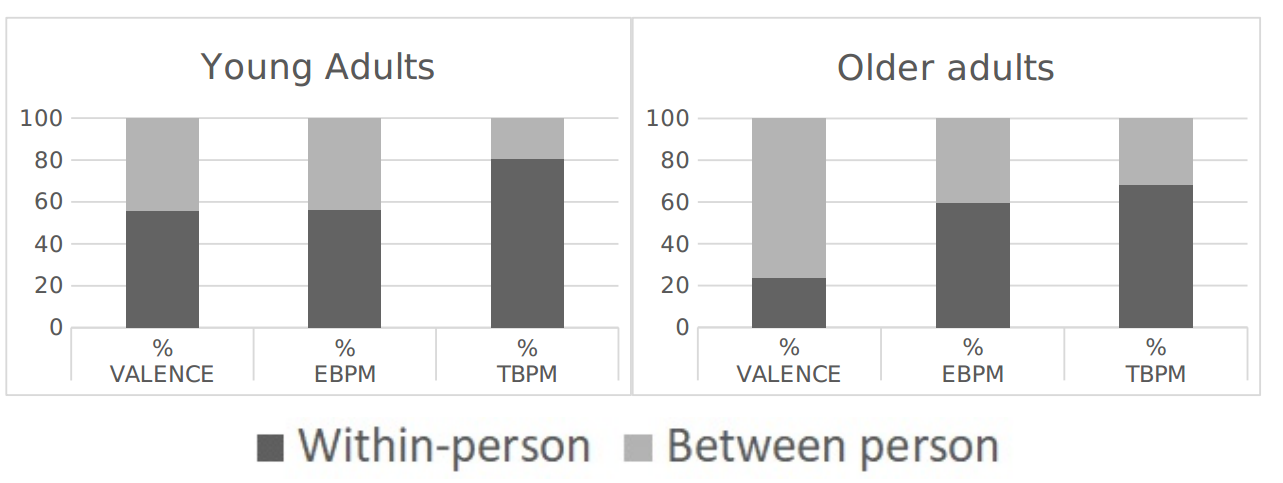 Young Adults
100
80
60
40
20
0
%
VALENCE
%
EBPM
%
TBPM
Older adults
100
80
60
40
20
0
%
VALENCE
%
EBPM
%
TBPM
Within-person
Between person